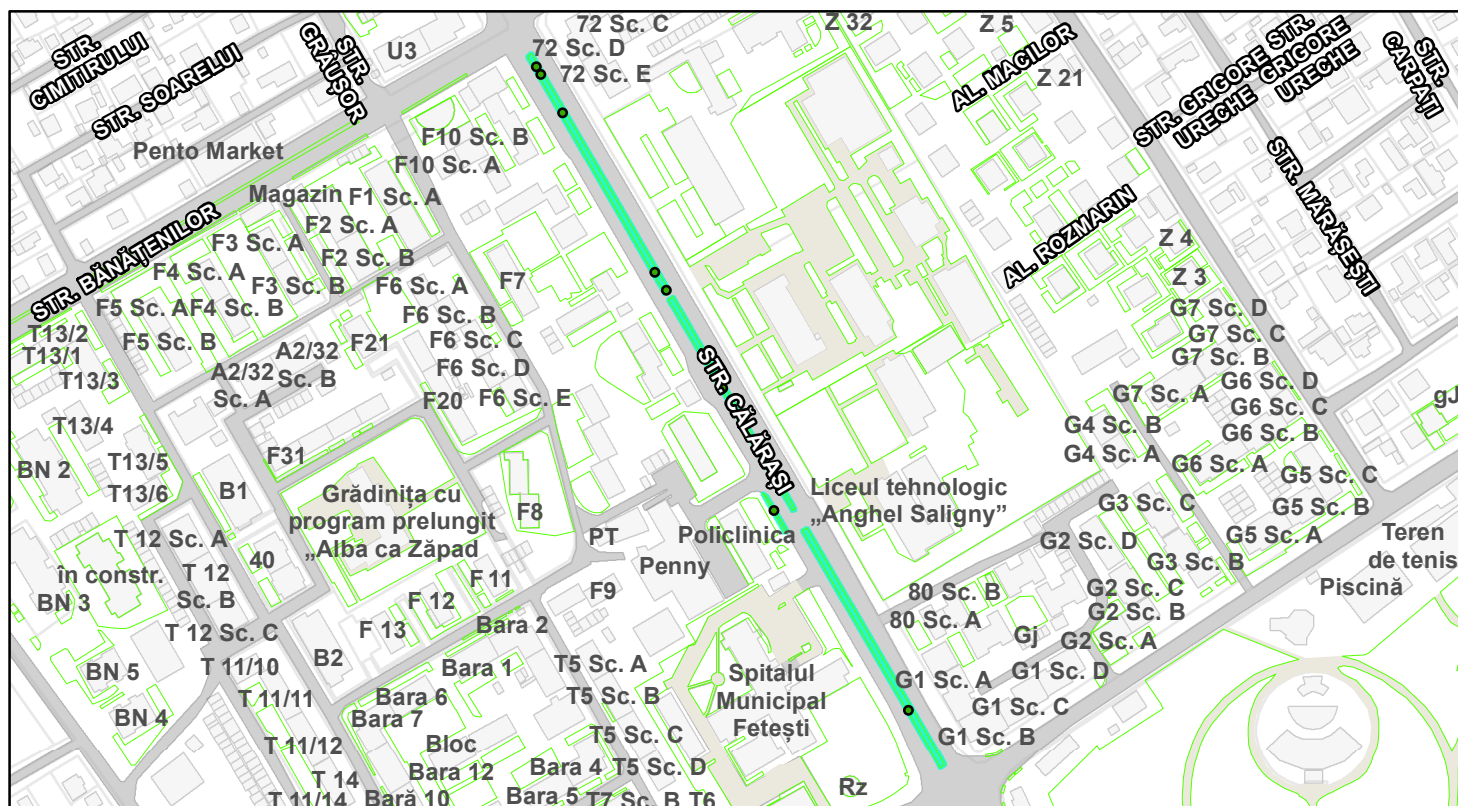 72 Sc. C
Z 32
Z 5
STR.
CIMITIRULUI
STR. SOARELUI
STR.
GRÂUȘOR
U3
72 Sc. D
72 Sc. E
AL. MACILOR
Z 21
STR. GRIGORE
URECHE
STR.
GRIGORE
URECHE
STR.
CARPAȚI
Pento Market
F10 Sc. B
F10 Sc. A
STR. MĂRĂȘEȘTI
Magazin
F1 Sc. A
F2 Sc. A
F2 Sc. B
AL. ROZMARIN
STR. BĂNĂȚENILOR
F3 Sc. A
F3 Sc. B
F4 Sc. A
F4 Sc. B
F5 Sc. A
F5 Sc. B
F6 Sc. A
F6 Sc. B
F6 Sc. C
F6 Sc. D
F6 Sc. E
F7
Z 4
Z 3
G7 Sc. D
G7 Sc. C
G7 Sc. B
G7 Sc. A
T13/2
T13/1
T13/3
A2/32
Sc. B
A2/32
Sc. A
F21
F20
STR. CĂLĂRAȘI
G6 Sc. D
G6 Sc. C
G6 Sc. B
G6 Sc. A
gJ
T13/4
G4 Sc. B
G4 Sc. A
BN 2
T13/5
T13/6
F31
B1
Grădinița cu
program prelungit
„Alba ca Zăpad
F8
Liceul tehnologic
„Anghel Saligny”
G5 Sc. C
G5 Sc. B
G5 Sc. A
G3 Sc. C
G3 Sc. B
T 12 Sc. A
PT
Policlinica
Penny
G2 Sc. D
G2 Sc. C
G2 Sc. B
G2 Sc. A
Teren
de tenis
Piscină
în constr.
T 12
Sc. B
40
BN 3
F 11
F 12
F 13
F9
80 Sc. B
80 Sc. A
Gj
T 12 Sc. C
B2
Bara 2
Bara 1
BN 5
T 11/10
T 11/11
T5 Sc. A
T5 Sc. B
Spitalul
Municipal
Fetești
G1 Sc. A
G1 Sc. D
G1 Sc. C
G1 Sc. B
BN 4
Bara 6
Bara 7
T 11/12
Bloc
Bara 12
T5 Sc. C
Bara 4
T5 Sc. D
T 14
T 11/14
Bară 10
Bara 5
T7 Sc. B
T6
Rz